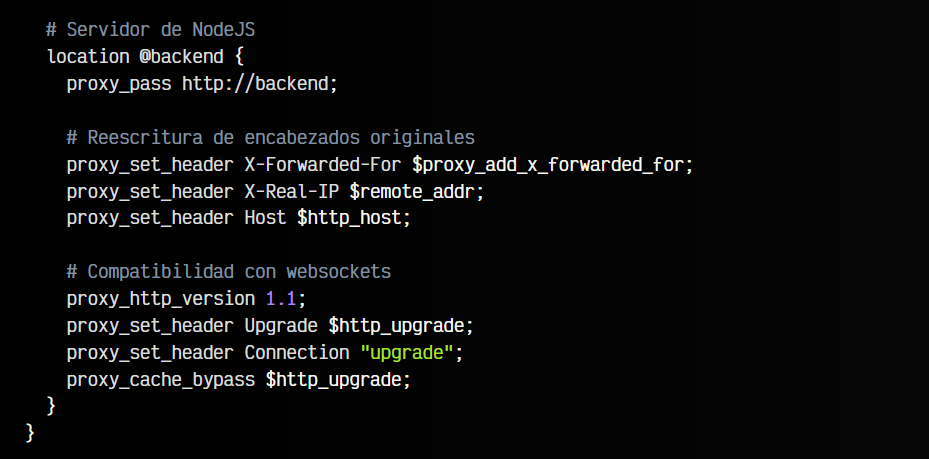 # Servidor de NodeJS
location @backend {
proxy_pass http://backend;
# Reescritura de encabezados originales
proxy_set_header X-Forwarded-For $proxy_add_x_forwarded_for;
proxy_set_header X-Real-IP $remote_addr;
proxy_set_header Host $http_host;
# Compatibilidad con websockets
proxy_http_version 1.1;
proxy_set_header Upgrade $http_upgrade;
proxy_set_header Connection "upgrade";
proxy_cache_bypass $http_upgrade;
}
}